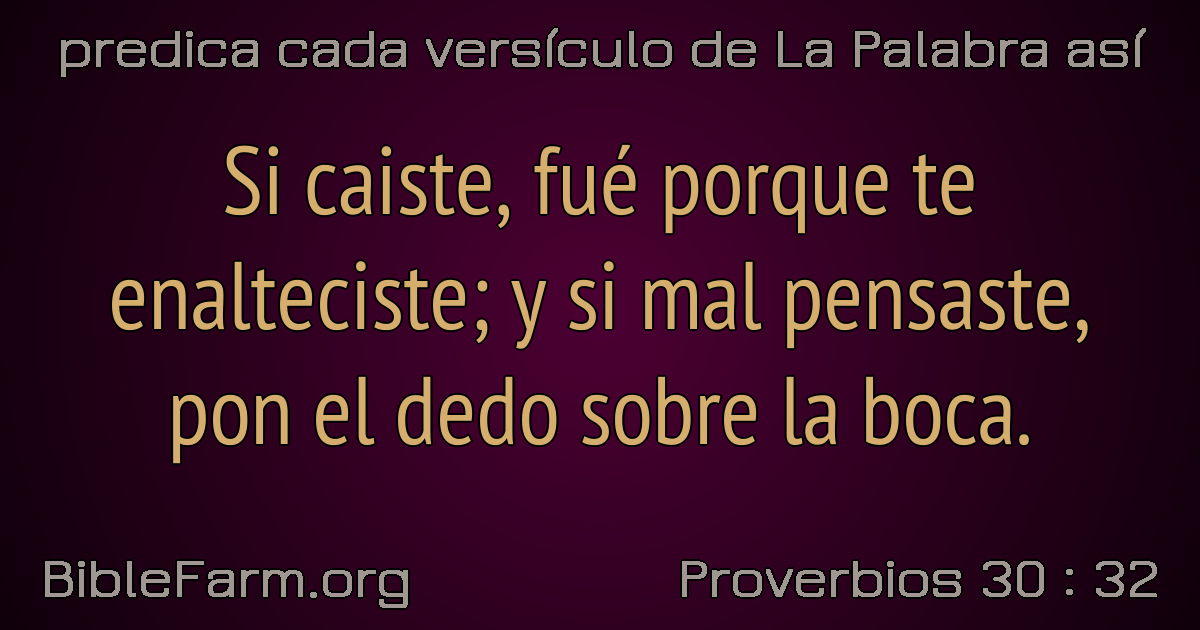 predica cada versículo de La Palabra así
Si caiste, fué porque te
enalteciste; y si mal pensaste,
pon el dedo sobre la boca.
BibleFarm.org
Proverbios 30 : 32